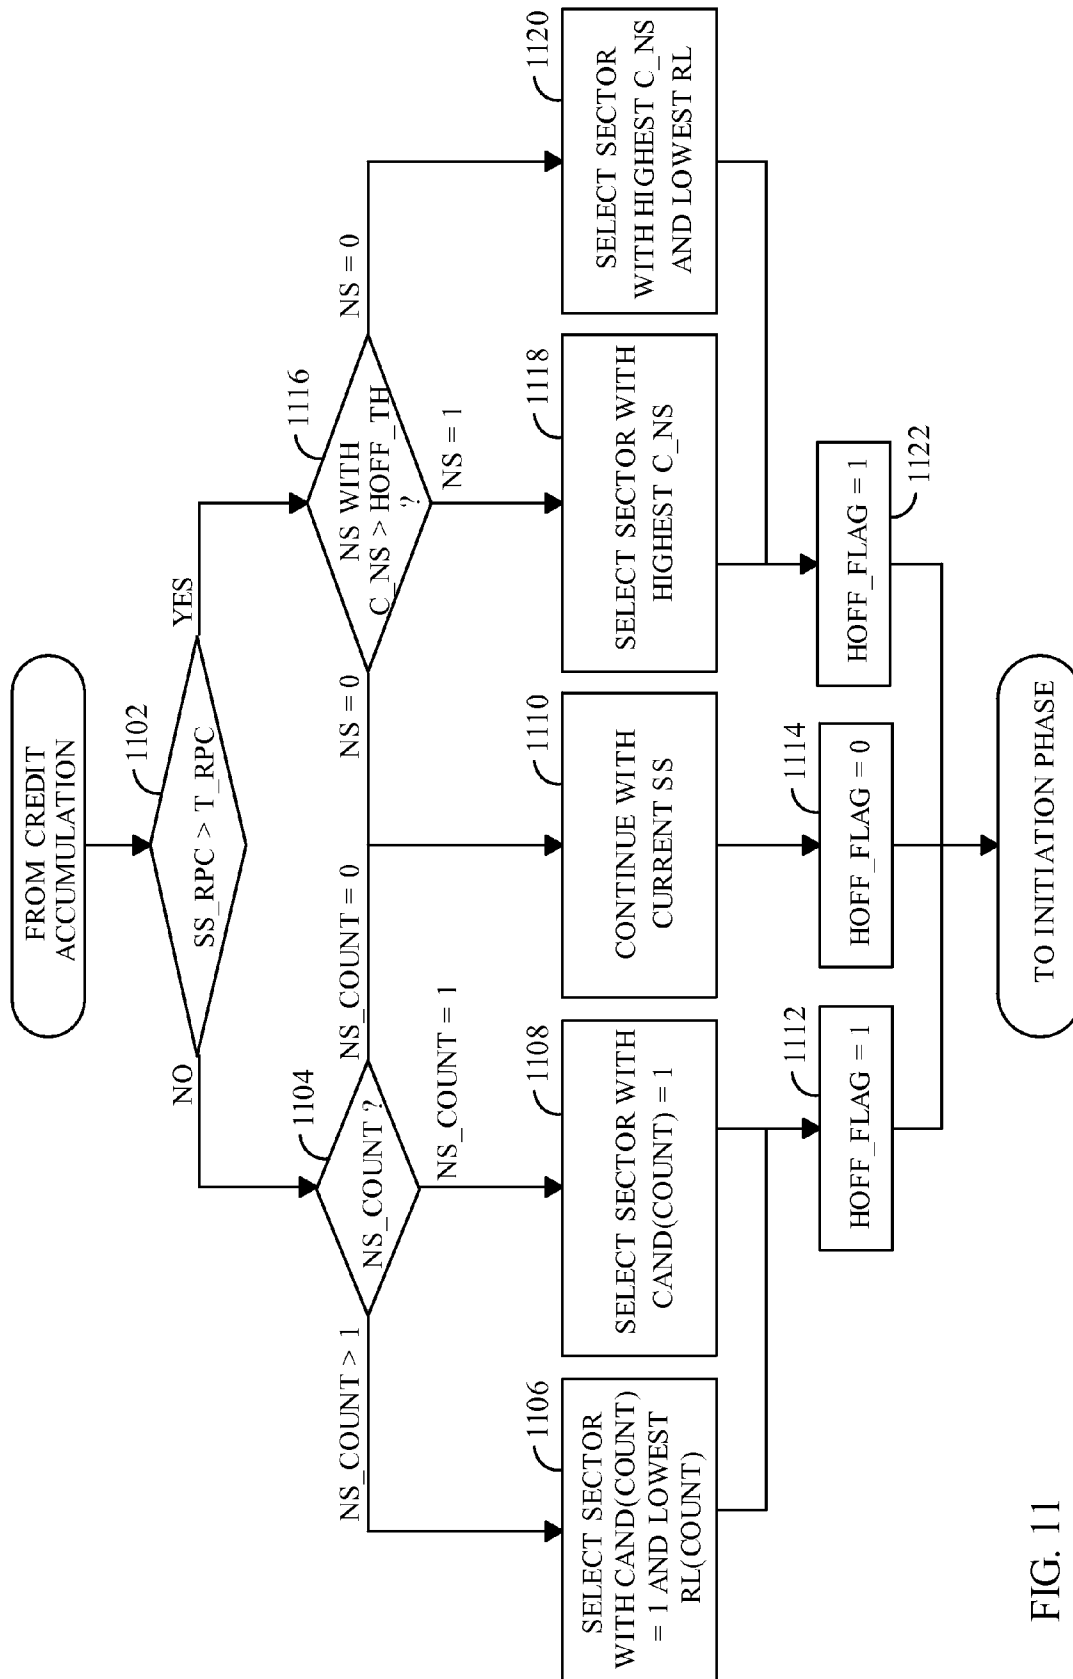 FROM CREDIT
ACCUMULATION
1102
SS_RPC > T_RPC
NO
YES
1104
NS_COUNT ?
NS_COUNT > 1
NS_COUNT = 1
NS_COUNT = 0
1116
NS WITH
C_NS > HOFF_TH
?
NS = 0
NS = 1
NS = 0
1106
SELECT SECTOR
WITH CAND(COUNT)
= 1 AND LOWEST
RL(COUNT)
1108
SELECT SECTOR WITH
CAND(COUNT) = 1
1110
CONTINUE WITH
CURRENT SS
1118
SELECT SECTOR WITH
HIGHEST C_NS
1120
SELECT SECTOR
WITH HIGHEST C_NS
AND LOWEST RL
1112
HOFF_FLAG = 1
1114
HOFF_FLAG = 0
HOFF_FLAG = 1
1122
TO INITIATION PHASE
FIG. 11